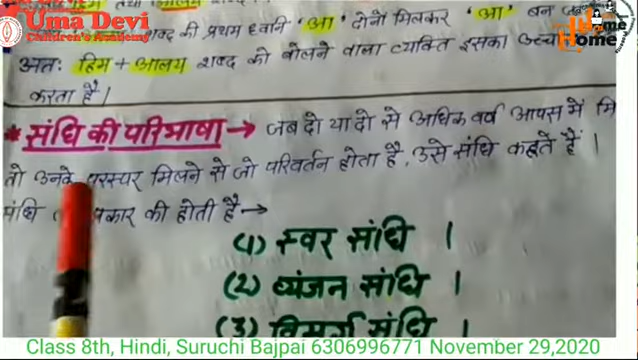 Uma Devi
Children's Academy
Home
तथा
शब्द की प्रथम ध्वनि 'आ' दोनों मिलकर 'आ' बन
अतः हिम + आलय शब्द को बोलने वाला व्यक्ति इसका
करता है।
* संधि की परिभाषा → जब दो या दो से अधिक वर्ण आपस में
तो उनके परस्पर मिलने से जो परिवर्तन होता है, उसे संधि कहते हैं।
संधि प्रकार की होती है →
(1) स्वर संधि ।
(2) व्यंजन संधि ।
(3) विसर्ग संधि ।
Class 8th, Hindi, Suruchi Bajpai 6306996771 November 29,2020